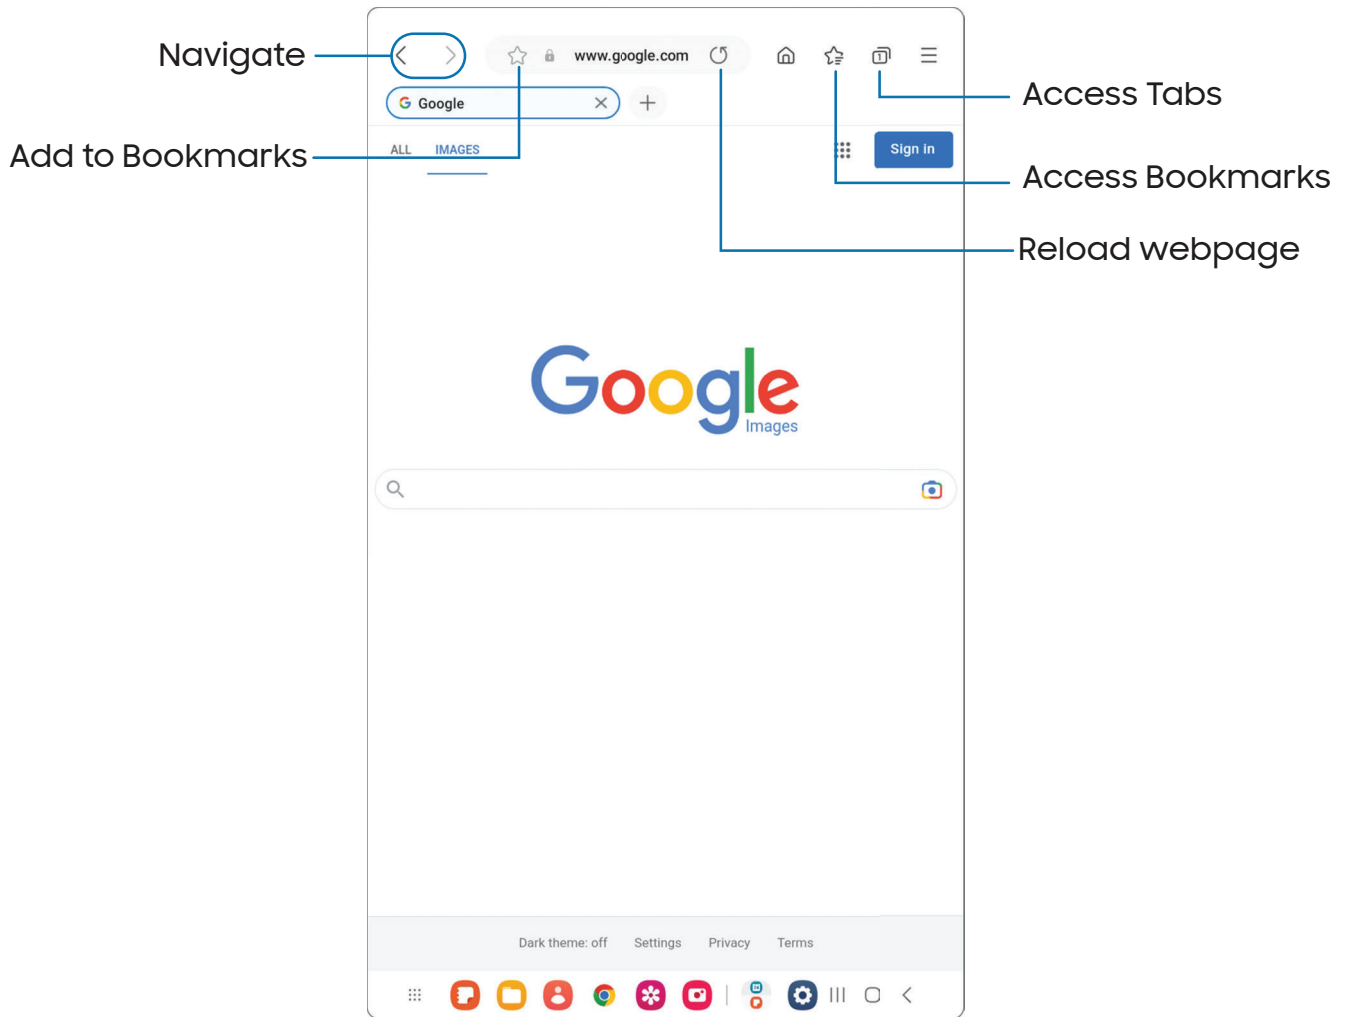 Navigate
www.google.com
1
Access Tabs
Google
Add to Bookmarks
ALL IMAGES
Sign in
Access Bookmarks
Reload webpage
Google
Images
Dark theme: off Settings Privacy Terms